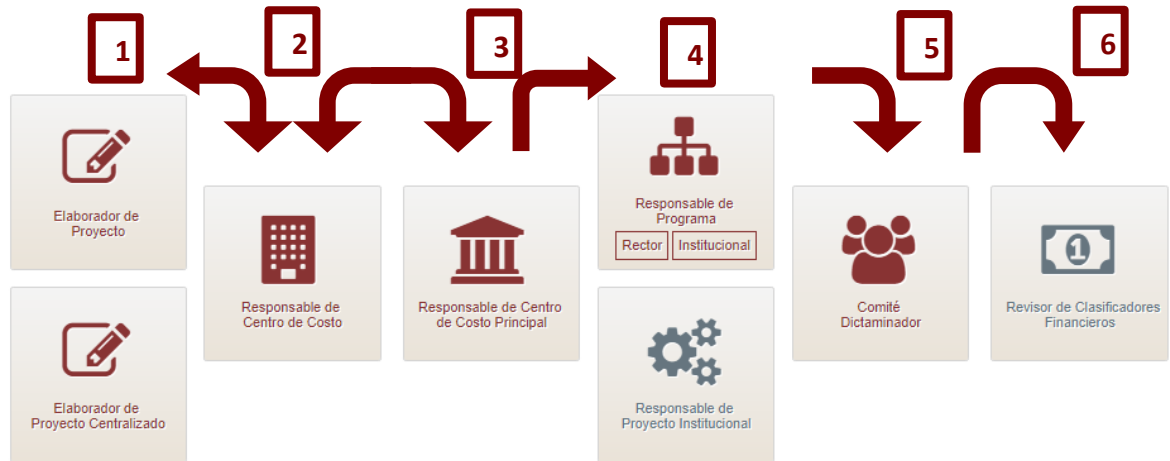 1
2
3
4
5
6
Elaborador de
Proyecto
Elaborador de
Proyecto Centralizado
Responsable de
Centro de Costo
Responsable de Centro
de Costo Principal
Responsable de
Programa
Rector
Institucional
Responsable de
Proyecto Institucional
Comité
Dictaminador
1
Revisor de Clasificadores
Financieros